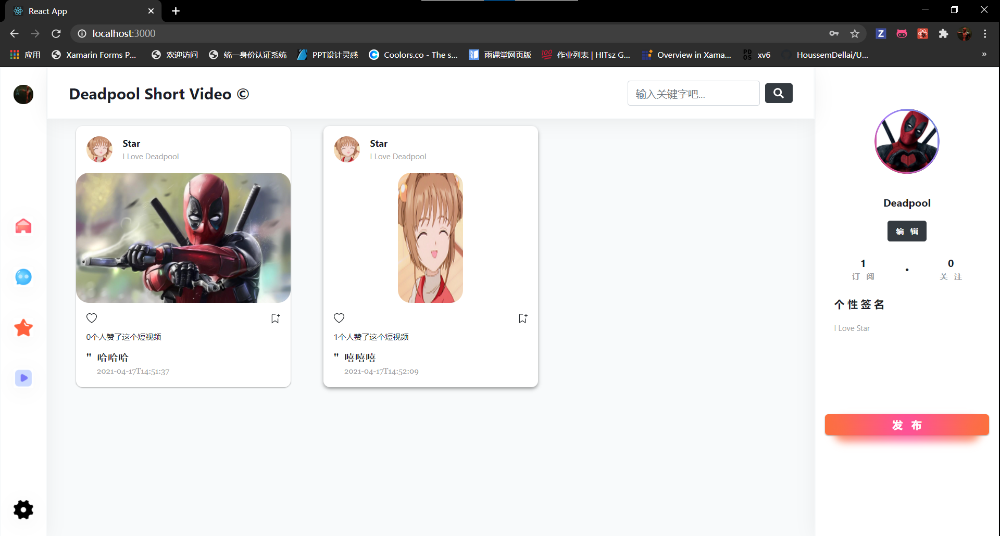 React App
localhost:3000
应用
Xamarin Forms P...
欢迎访问
统一身份认证系统
PPT设计灵感
Coolors.co - The s...
雨课堂网页版
作业列表 | HITsz G...
Overview in Xama...
xv6
HoussemDellai/U...
»
Deadpool Short Video ©
输入关键字吧...
Star
I Love Deadpool
0个人赞了这个短视频
" 哈哈哈
2021-04-17T14:51:37
Star
I Love Deadpool
1个人赞了这个短视频
" 嘻嘻嘻
2021-04-17T14:52:09
Deadpool
编 辑
1
订 阅
•
0
关 注
个 性 签 名
I Love Star
发 布
Z
100
PD
OS